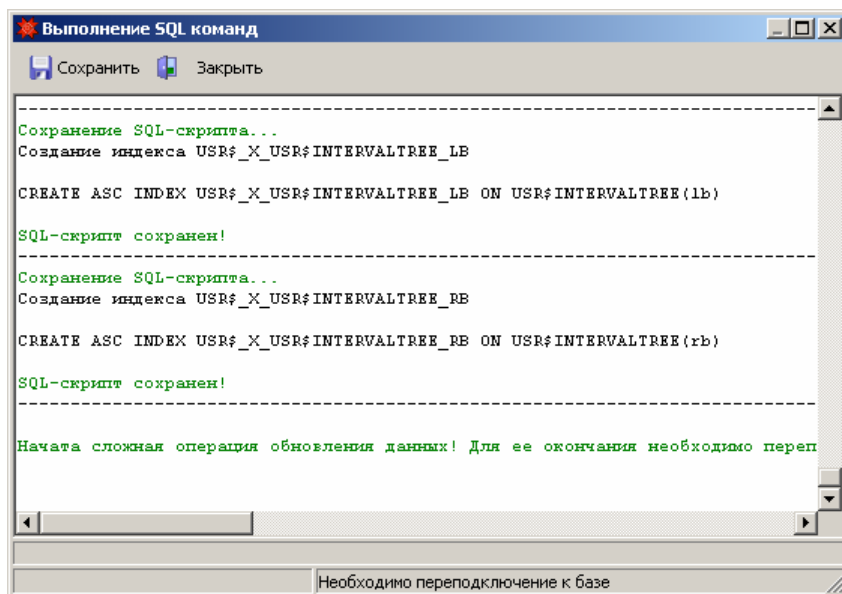 Выполнение SQL команд
Сохранить Закрыть
Сохранение SQL-скрипта...
Создание индекса USR$_X_USR$INTERVALTREE_LB
CREATE ASC INDEX USR$_X_USR$INTERVALTREE_LB ON USR$INTERVALTREE(lb)
SQL-скрипт сохранен!
Сохранение SQL-скрипта...
Создание индекса USR$_X_USR$INTERVALTREE_RB
CREATE ASC INDEX USR$_X_USR$INTERVALTREE_RB ON USR$INTERVALTREE(rb)
SQL-скрипт сохранен!
Начата сложная операция обновления данных! Для ее окончания необходимо переп
Необходимо переподключение к базе